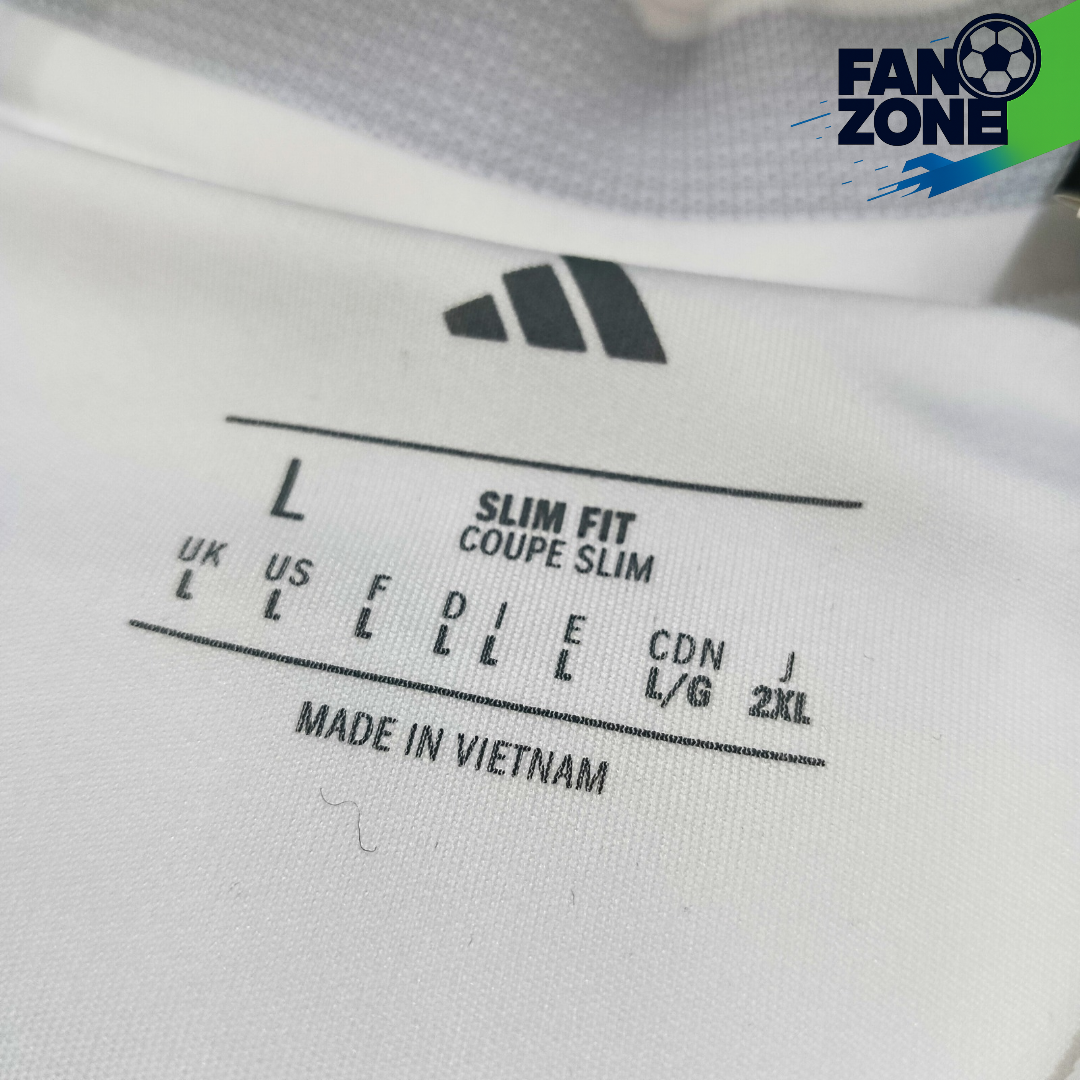 FAN
ZONE
L
SLIM FIT
COUPE SLIM
UK US F D I E CDN J
L L L L L L L/G 2XL
MADE IN VIETNAM